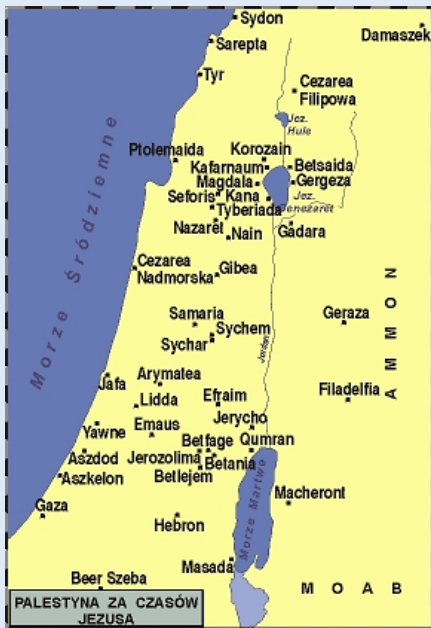 Sydon
Damaszek
Sarepta
Tyr
Cezarea
Filipowa
Jez.
Hule
Ptolemaida
Korozain
Kafarnaum
Betsaida
Magdala
Gergeza
Seforis
Kana
Jez.
Genezaret
Tyberiada
Nazaret
Nain
Gadara
Morze Śródziemne
Cezarea
Nadmorska
Gibea
AMMON
Samaria
Geraza
Sychem
Sychar
Jordan
Jafa
Arymatea
Lidda
Efraim
Filadelfia
Jerycho
Yawne
Emaus
Betfage
Qumran
Aszdod
Jerozolima
Betania
Aszkelon
Betlejem
Macheront
Gaza
Morze Martwe
Hebron
Masada
Beer Szeba
MOAB
PALESTYNA ZA CZASÓW
JEZUSA